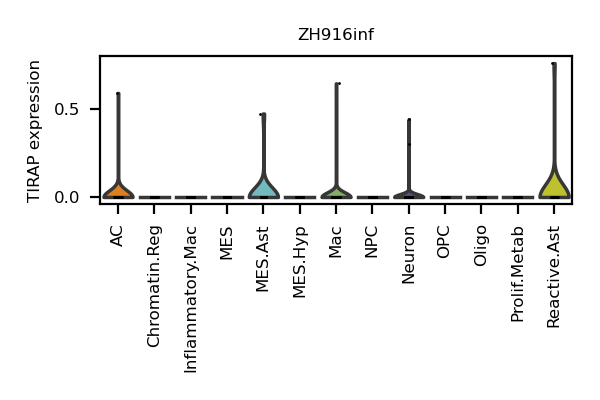 ZH916inf
TIRAP expression
0.5
0.0
AC
Chromatin.Reg
Inflammatory.Mac
MES
MES.Ast
MES.Hyp
Mac
NPC
Neuron
OPC
Oligo
Prolif.Metab
Reactive.Ast